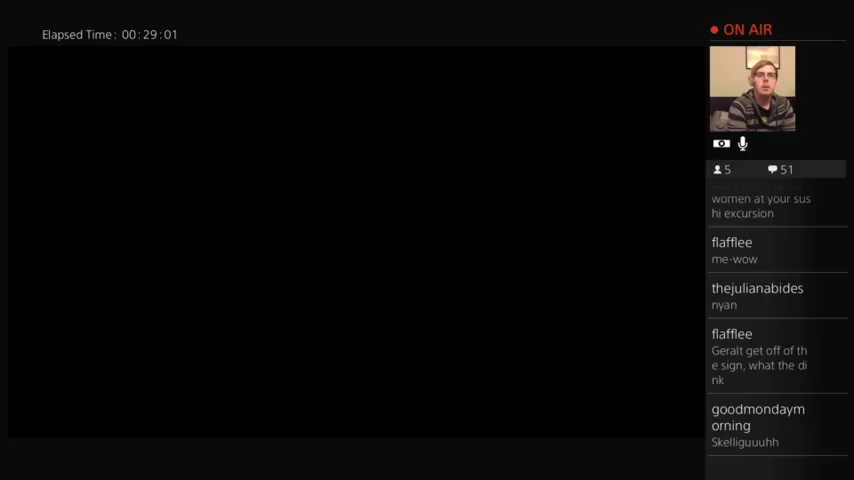 Elapsed Time: 00:29:01
ON AIR
5 51
women at your sus
hi excursion
flafflee
me-wow
thejulianabides
nyan
flafflee
Geralt get off of th
e sign, what the di
nk
goodmondaym
orning
Skelliguuuhh